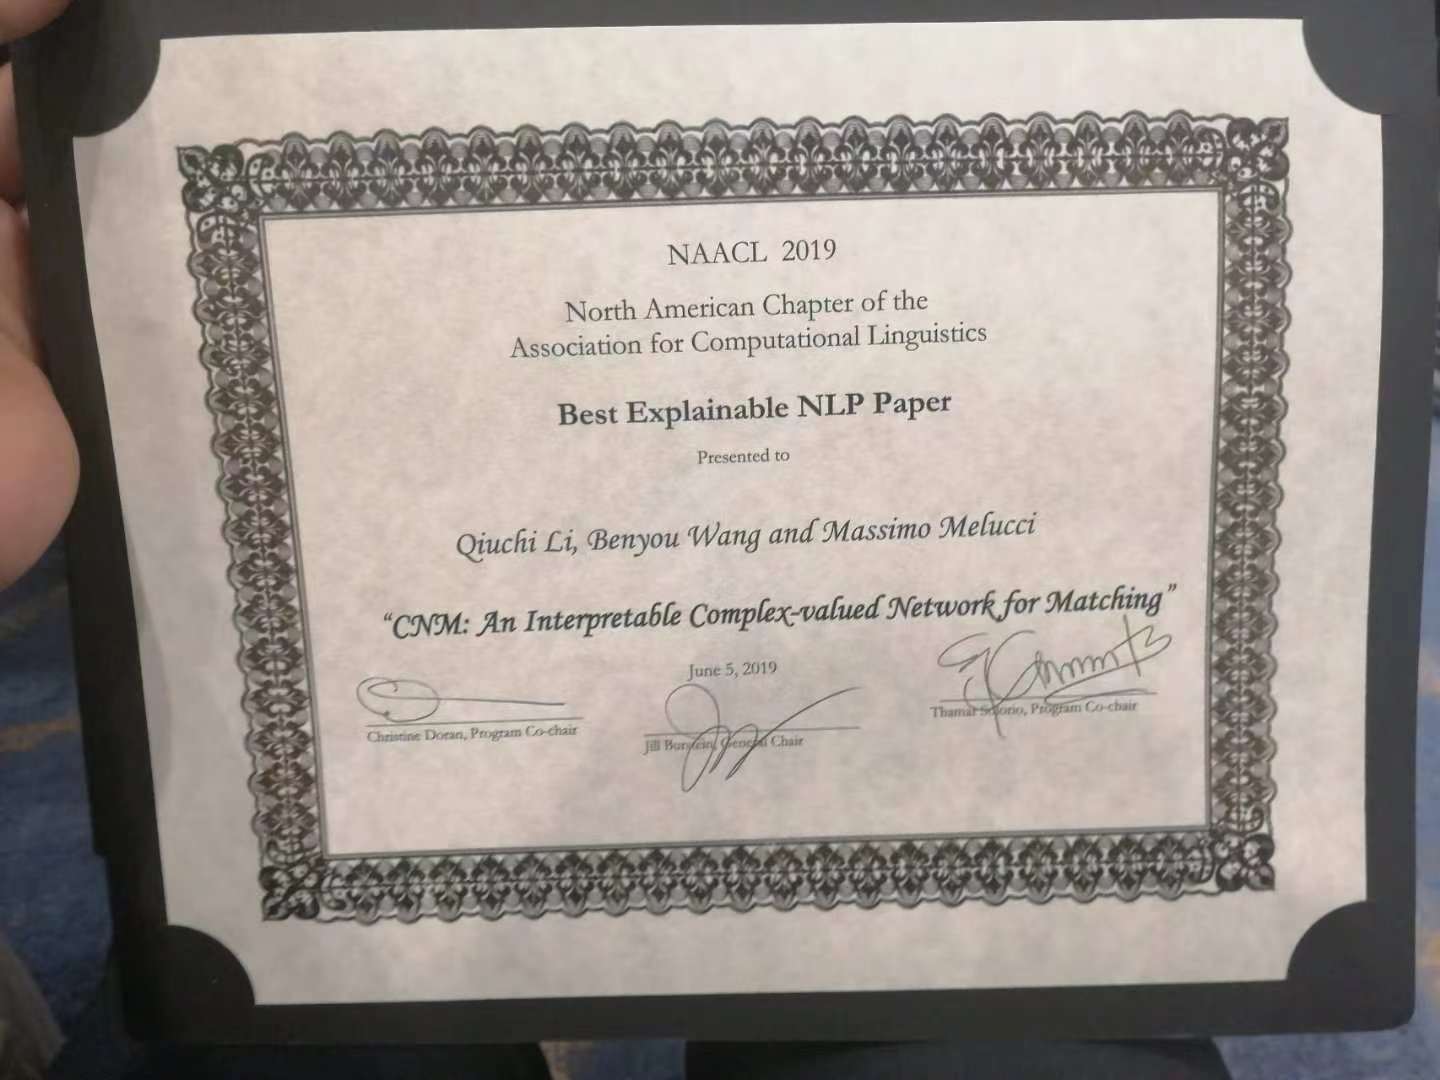 NAACL 2019
North American Chapter of the
Association for Computational Linguistics
Best Explainable NLP Paper
Presented to
Qiuchi Li, Benyou Wang and Massimo Melucci
“CNM: An Interpretable Complex-valued Network for Matching”
June 5, 2019
Christine Doran, Program Co-chair
Jill Burstein, General Chair
Thamar Solorio, Program Co-chair